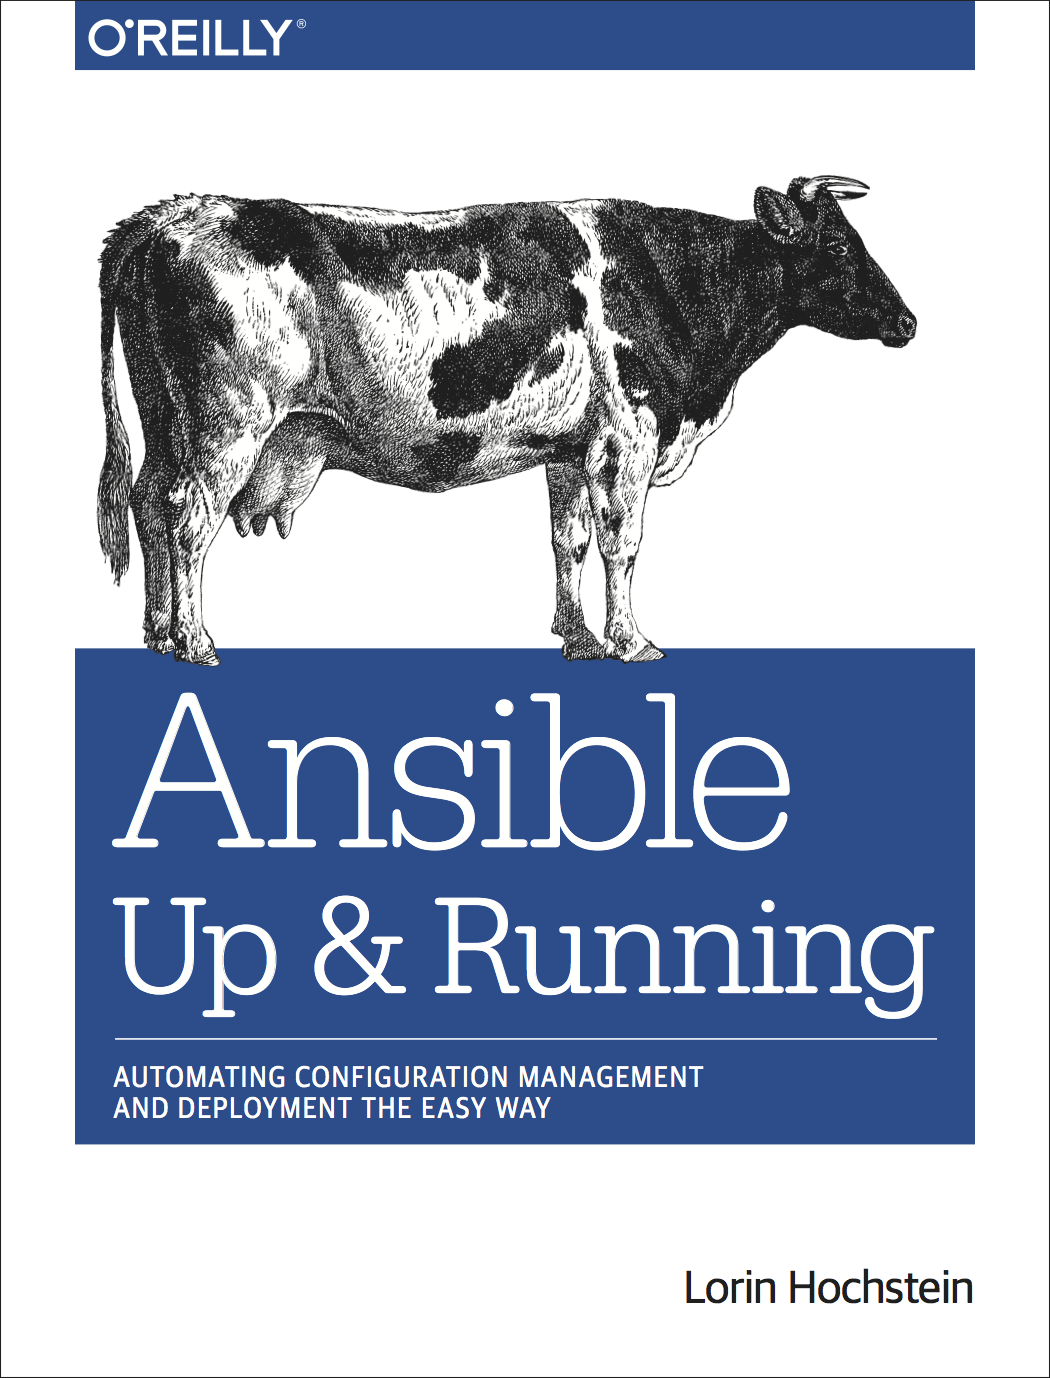 O'REILLY®
Ansible
Up & Running
AUTOMATING CONFIGURATION MANAGEMENT
AND DEPLOYMENT THE EASY WAY
Lorin Hochstein